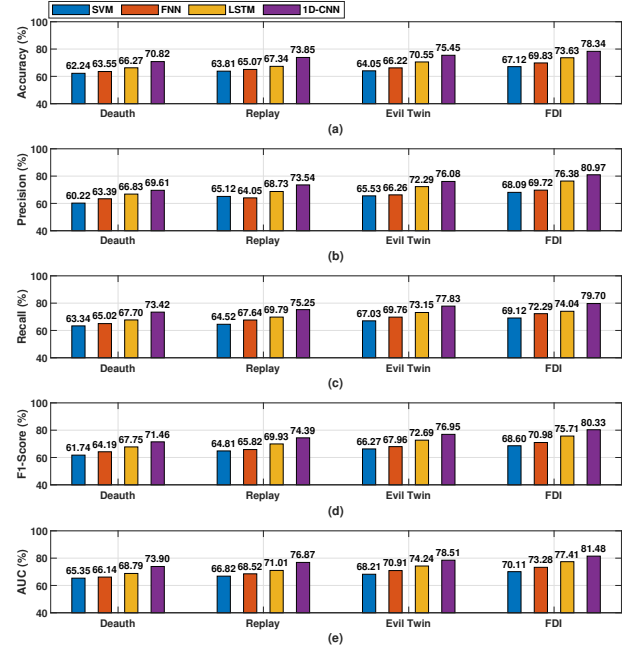 SVM FNN LSTM 1D-CNN
Accuracy (%)
100
80
60
40
62.24 63.55 66.27 70.82
63.81 65.07 67.34 73.85
64.05 66.22 70.55 75.45
67.12 69.83 73.63 78.34
Deauth Replay Evil Twin FDI
(a)
Precision (%)
100
80
60
40
60.22 63.39 66.83 69.61
65.12 64.05 68.73 73.54
65.53 66.26 72.29 76.08
68.09 69.72 76.38 80.97
Deauth Replay Evil Twin FDI
(b)
Recall (%)
100
80
60
40
63.34 65.02 67.70 73.42
64.52 67.64 69.79 75.25
67.03 69.76 73.15 77.83
69.12 72.29 74.04 79.70
Deauth Replay Evil Twin FDI
(c)
F1-Score (%)
100
80
60
40
61.74 64.19 67.75 71.46
64.81 65.82 69.93 74.39
66.27 67.96 72.69 76.95
68.60 70.98 75.71 80.33
Deauth Replay Evil Twin FDI
(d)
AUC (%)
100
80
60
40
65.35 66.14 68.79 73.90
66.82 68.52 71.01 76.87
68.21 70.91 74.24 78.51
70.11 73.28 77.41 81.48
Deauth Replay Evil Twin FDI
(e)